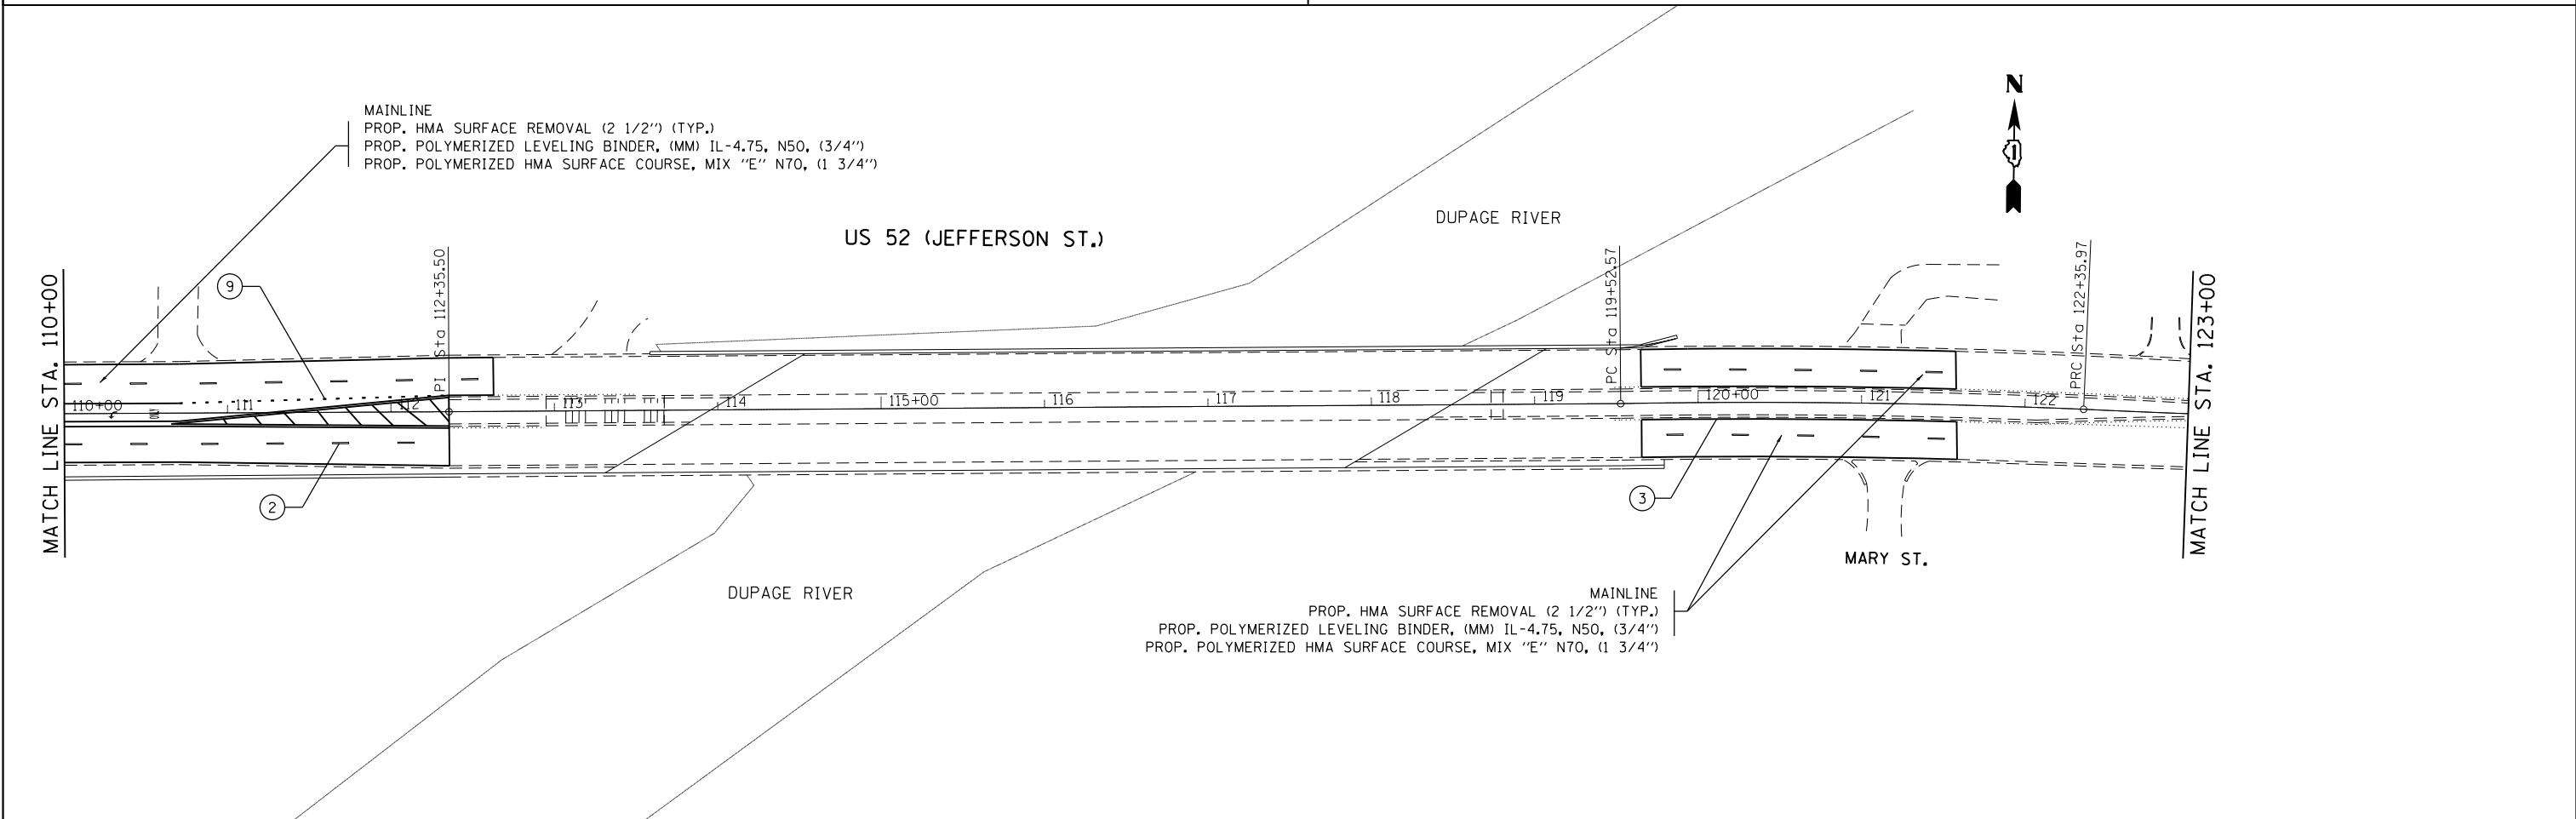 MAINLINE
PROP. HMA SURFACE REMOVAL (2 1/2") (TYP.)
PROP. POLYMERIZED LEVELING BINDER, (MM) IL-4.75, N50, (3/4")
PROP. POLYMERIZED HMA SURFACE COURSE, MIX "E" N70, (1 3/4")
N
DUPAGE RIVER
US 52 (JEFFERSON ST.)
MATCH LINE STA. 110+00
9
PI Sta 112+35.50
PC Sta 119+52.57
PRC Sta 122+35.97
MATCH LINE STA. 123+00
110+00
111
112
113
114
115+00
116
117
118
119
120+00
121
122
ONLY
2
3
MARY ST.
DUPAGE RIVER
MAINLINE
PROP. HMA SURFACE REMOVAL (2 1/2") (TYP.)
PROP. POLYMERIZED LEVELING BINDER, (MM) IL-4.75, N50, (3/4")
PROP. POLYMERIZED HMA SURFACE COURSE, MIX "E" N70, (1 3/4")